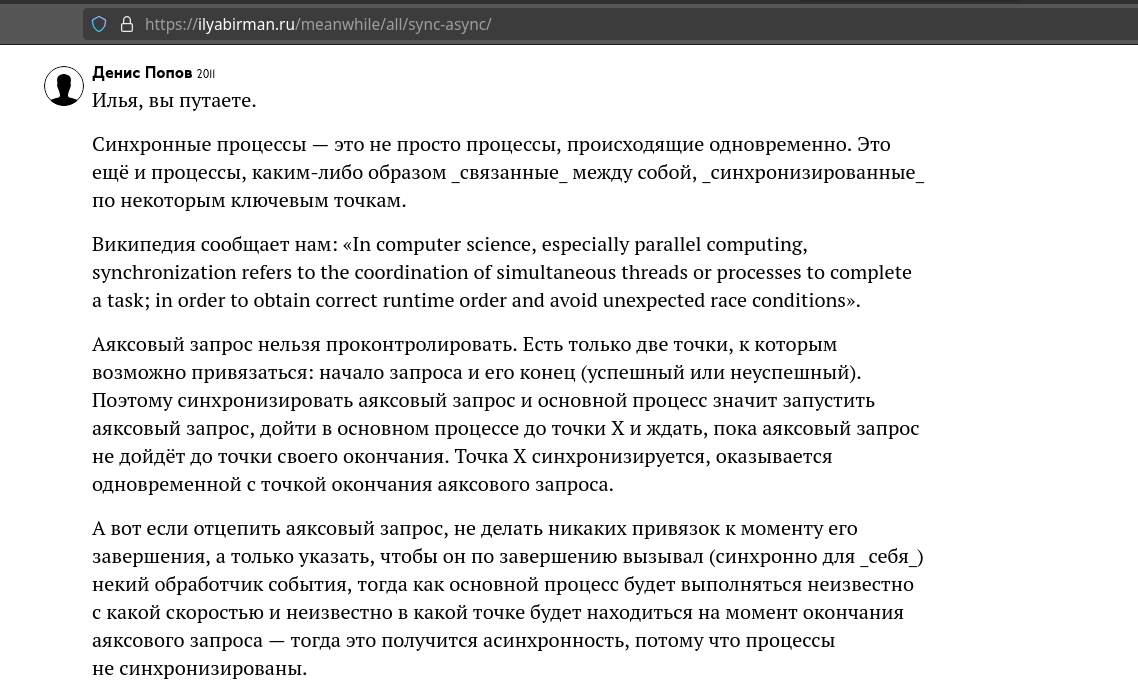 https://ilyabirman.ru/meanwhile/all/sync-async/
Денис Попов 2011
Илья, вы путаете.
Синхронные процессы — это не просто процессы, происходящие одновременно. Это
ещё и процессы, каким-либо образом _связанные_ между собой, _синхронизированные_
по некоторым ключевым точкам.
Википедия сообщает нам: «In computer science, especially parallel computing,
synchronization refers to the coordination of simultaneous threads or processes to complete
a task; in order to obtain correct runtime order and avoid unexpected race conditions».
Аяксовый запрос нельзя проконтролировать. Есть только две точки, к которым
возможно привязаться: начало запроса и его конец (успешный или неуспешный).
Поэтому синхронизировать аяксовый запрос и основной процесс значит запустить
аяксовый запрос, дойти в основном процессе до точки X и ждать, пока аяксовый запрос
не дойдёт до точки своего окончания. Точка X синхронизируется, оказывается
одновременной с точкой окончания аяксового запроса.
А вот если отцепить аяксовый запрос, не делать никаких привязок к моменту его
завершения, а только указать, чтобы он по завершению вызывал (синхронно для _себя_)
некий обработчик события, тогда как основной процесс будет выполняться неизвестно
с какой скоростью и неизвестно в какой точке будет находиться на момент окончания
аяксового запроса — тогда это получится асинхронность, потому что процессы
не синхронизированы.